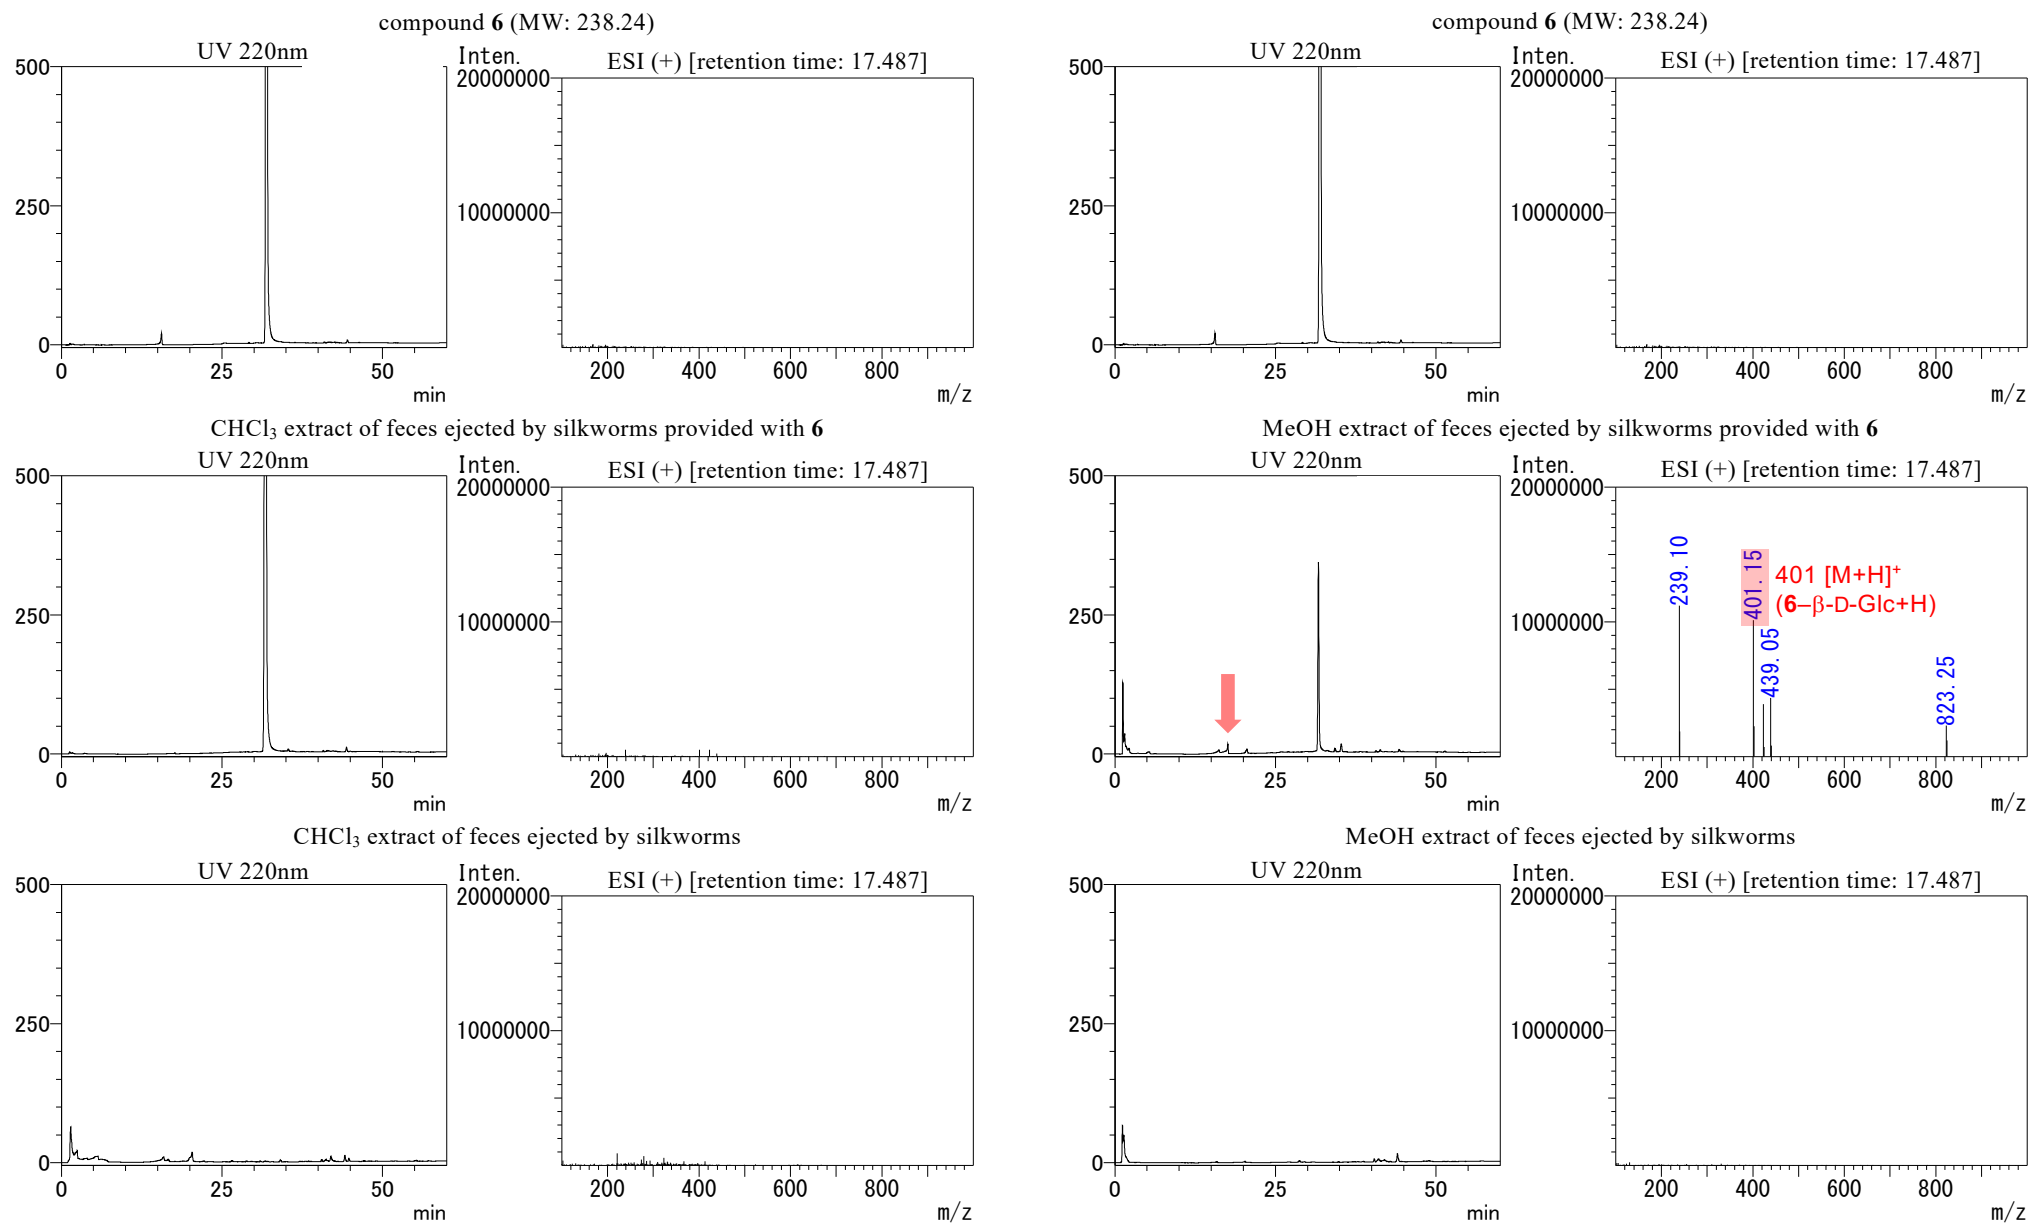 compound 6 (MW: 238.24)
UV 220nm
500
250
0
0 25 50
min
Inten.
ESI (+) [retention time: 17.487]
20000000
10000000
200 400 600 800
m/z
compound 6 (MW: 238.24)
UV 220nm
500
250
0
0 25 50
min
Inten.
ESI (+) [retention time: 17.487]
20000000
10000000
200 400 600 800
m/z
CHCl₃ extract of feces ejected by silkworms provided with 6
UV 220nm
500
250
0
0 25 50
min
Inten.
ESI (+) [retention time: 17.487]
20000000
10000000
200 400 600 800
m/z
MeOH extract of feces ejected by silkworms provided with 6
UV 220nm
500
250
0
0 25 50
min
Inten.
ESI (+) [retention time: 17.487]
20000000
10000000
239.10
401.15
401 [M+H]⁺
(6–β-D-Glc+H)
439.05
823.25
200 400 600 800
m/z
CHCl₃ extract of feces ejected by silkworms
UV 220nm
500
250
0
0 25 50
min
Inten.
ESI (+) [retention time: 17.487]
20000000
10000000
200 400 600 800
m/z
MeOH extract of feces ejected by silkworms
UV 220nm
500
250
0
0 25 50
min
Inten.
ESI (+) [retention time: 17.487]
20000000
10000000
200 400 600 800
m/z